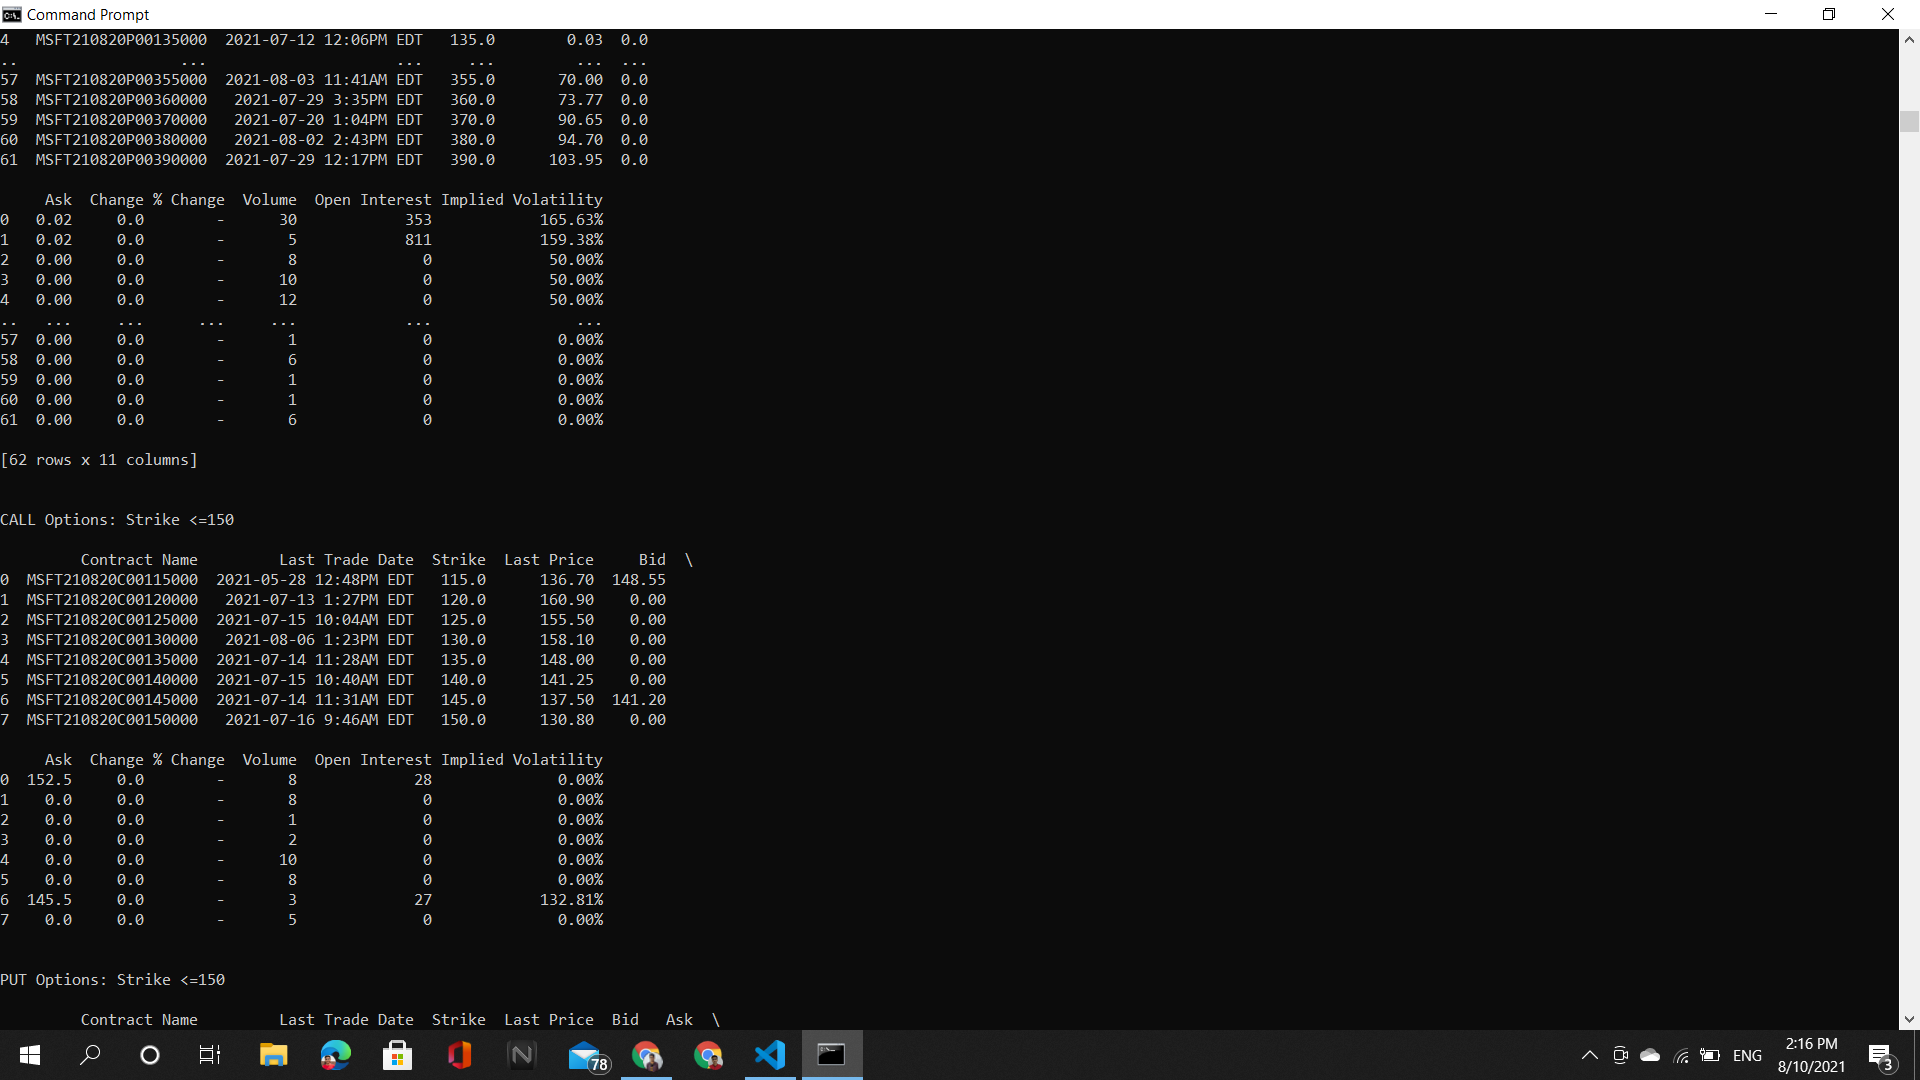 Command Prompt
4   MSFT210820P00135000  2021-07-12 12:06PM EDT   135.0        0.03  0.0
..                  ...                     ...     ...         ...  ...
57  MSFT210820P00355000  2021-08-03 11:41AM EDT   355.0       70.00  0.0
58  MSFT210820P00360000   2021-07-29 3:35PM EDT   360.0       73.77  0.0
59  MSFT210820P00370000   2021-07-20 1:04PM EDT   370.0       90.65  0.0
60  MSFT210820P00380000   2021-08-02 2:43PM EDT   380.0       94.70  0.0
61  MSFT210820P00390000  2021-07-29 12:17PM EDT   390.0      103.95  0.0
     Ask  Change % Change  Volume  Open Interest Implied Volatility
0   0.02     0.0        -      30            353            165.63%
1   0.02     0.0        -       5            811            159.38%
2   0.00     0.0        -       8              0             50.00%
3   0.00     0.0        -      10              0             50.00%
4   0.00     0.0        -      12              0             50.00%
..   ...     ...      ...     ...            ...                ...
57  0.00     0.0        -       1              0              0.00%
58  0.00     0.0        -       6              0              0.00%
59  0.00     0.0        -       1              0              0.00%
60  0.00     0.0        -       1              0              0.00%
61  0.00     0.0        -       6              0              0.00%
[62 rows x 11 columns]
CALL Options: Strike <=150
         Contract Name         Last Trade Date  Strike  Last Price     Bid  \
0  MSFT210820C00115000  2021-05-28 12:48PM EDT   115.0      136.70  148.55
1  MSFT210820C00120000   2021-07-13 1:27PM EDT   120.0      160.90    0.00
2  MSFT210820C00125000  2021-07-15 10:04AM EDT   125.0      155.50    0.00
3  MSFT210820C00130000   2021-08-06 1:23PM EDT   130.0      158.10    0.00
4  MSFT210820C00135000  2021-07-14 11:28AM EDT   135.0      148.00    0.00
5  MSFT210820C00140000  2021-07-15 10:40AM EDT   140.0      141.25    0.00
6  MSFT210820C00145000  2021-07-14 11:31AM EDT   145.0      137.50  141.20
7  MSFT210820C00150000   2021-07-16 9:46AM EDT   150.0      130.80    0.00
     Ask  Change % Change  Volume  Open Interest Implied Volatility
0  152.5     0.0        -       8             28              0.00%
1    0.0     0.0        -       8              0              0.00%
2    0.0     0.0        -       1              0              0.00%
3    0.0     0.0        -       2              0              0.00%
4    0.0     0.0        -      10              0              0.00%
5    0.0     0.0        -       8              0              0.00%
6  145.5     0.0        -       3             27            132.81%
7    0.0     0.0        -       5              0              0.00%
PUT Options: Strike <=150
         Contract Name         Last Trade Date  Strike  Last Price  Bid   Ask  \
78
ENG
2:16 PM
8/10/2021
3